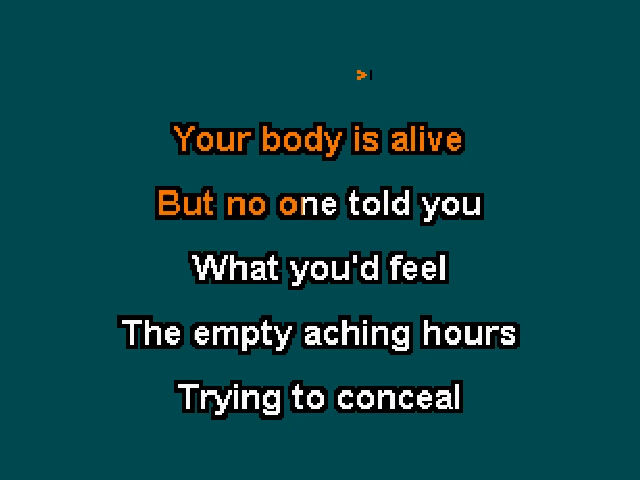 Your body is alive
But no one told you
What you'd feel
The empty aching hours
Trying to conceal